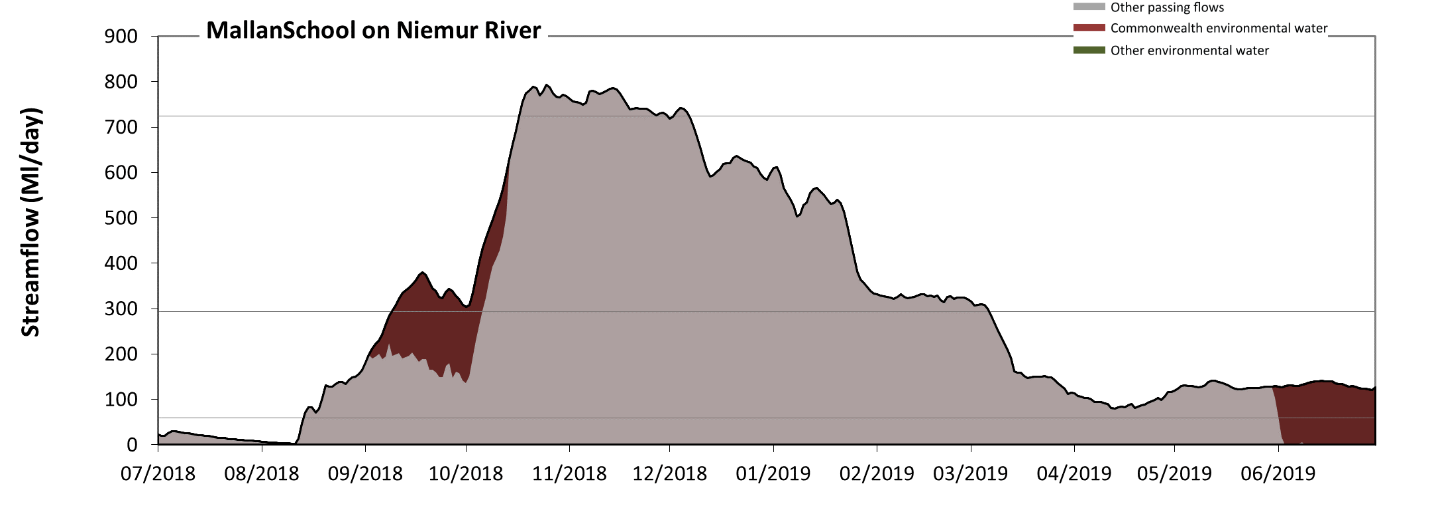 Other passing flows
MallanSchool on Niemur River
Commonwealth environmental water
Other environmental water
Streamflow (Ml/day)
900
800
700
600
500
400
300
200
100
0
07/2018 08/2018 09/2018 10/2018 11/2018 12/2018 01/2019 02/2019 03/2019 04/2019 05/2019 06/2019